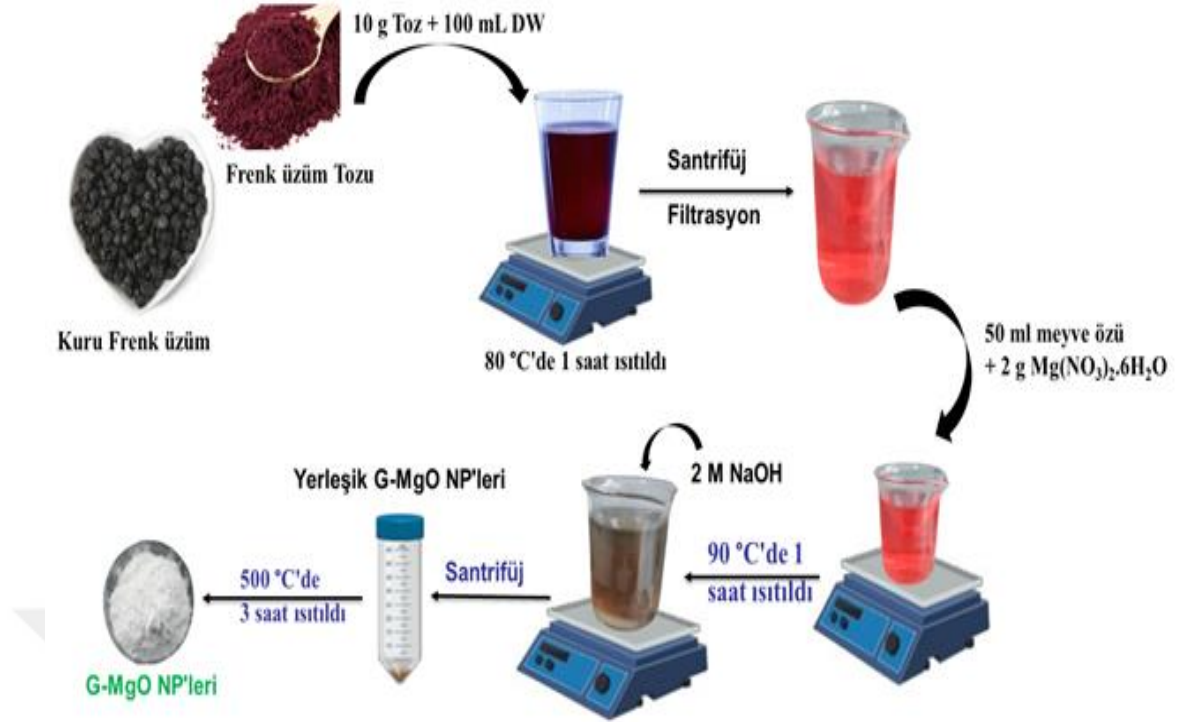 10 g Toz + 100 mL DW
Frenk üzüm Tozu
Kuru Frenk üzüm
80 °C'de 1 saat ısıtıldı
Santrifüj
Filtrasyon
50 ml meyve özü
+ 2 g Mg(NO₃)₂.6H₂O
2 M NaOH
90 °C'de 1
saat ısıtıldı
Santrifüj
Yerleşik G-MgO NP'leri
500 °C'de
3 saat ısıtıldı
G-MgO NP'leri